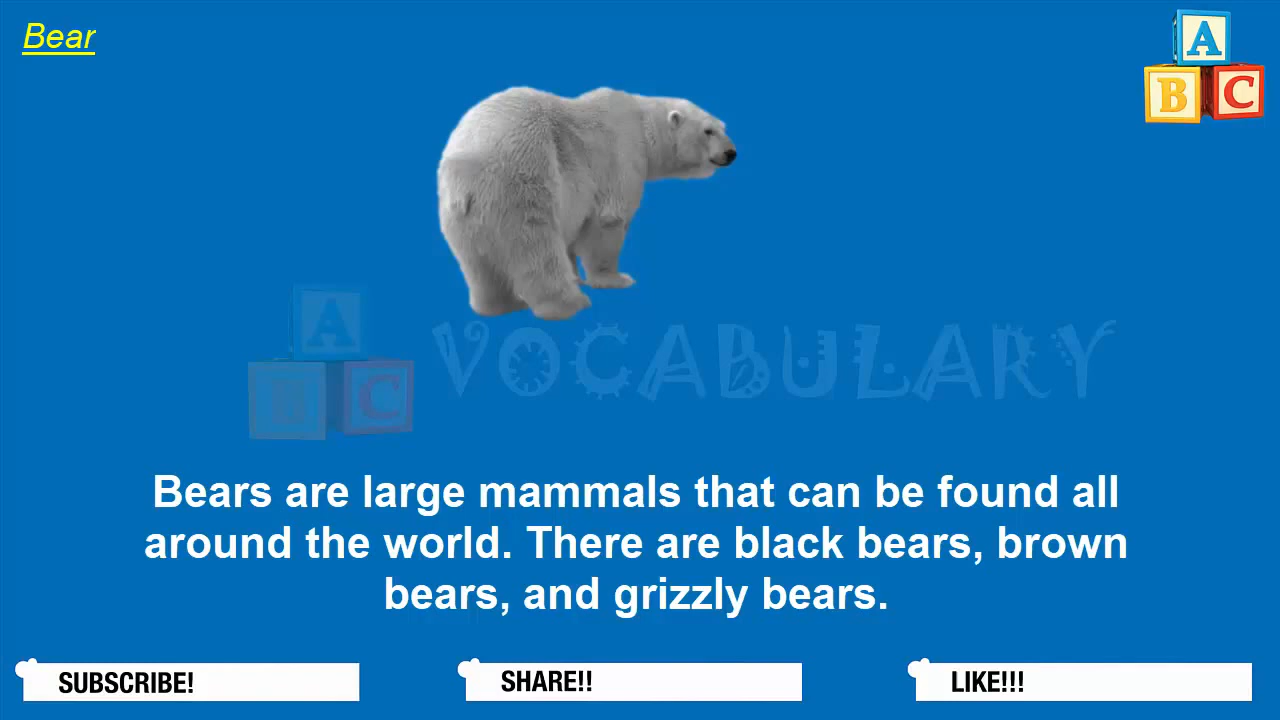 Bear
A
B C
A
B C
VOCABULARY
Bears are large mammals that can be found all
around the world. There are black bears, brown
bears, and grizzly bears.
SUBSCRIBE!
SHARE!!
LIKE!!!